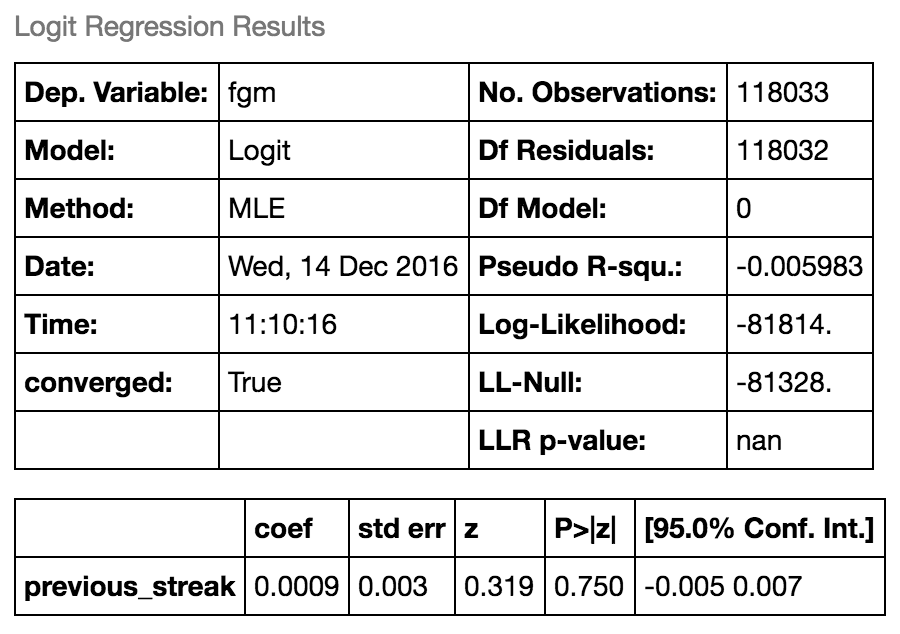 Logit Regression Results
Dep. Variable: fgm No. Observations: 118033
Model: Logit Df Residuals: 118032
Method: MLE Df Model: 0
Date: Wed, 14 Dec 2016 Pseudo R-squ.: -0.005983
Time: 11:10:16 Log-Likelihood: -81814.
converged: True LL-Null: -81328.
LLR p-value: nan
coef std err z P>|z| [95.0% Conf. Int.]
previous_streak 0.0009 0.003 0.319 0.750 -0.005 0.007